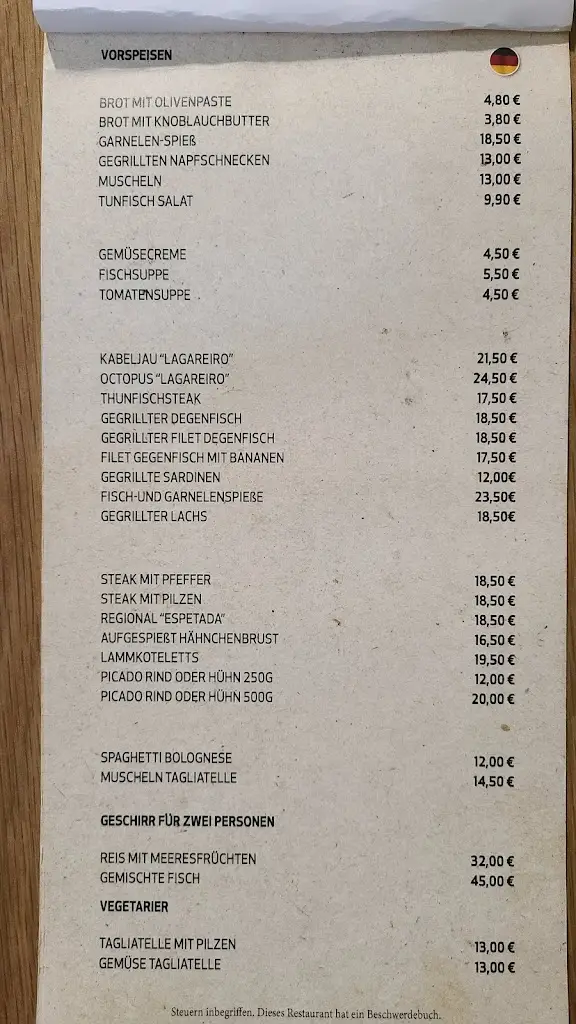 VORSPEISEN
BROT MIT OLIVENPASTE 4,80 €
BROT MIT KNOBLAUCHBUTTER 3,80 €
GARNELEN-SPIEß 18,50 €
GEGRILLTEN NAPFSCHNECKEN 13,00 €
MUSCHELN 13,00 €
TUNFISCH SALAT 9,90 €
GEMÜSECREME 4,50 €
FISCHSUPPE 5,50 €
TOMATENSUPPE 4,50 €
KABELJAU "LAGAREIRO" 21,50 €
OCTOPUS "LAGAREIRO" 24,50 €
THUNFISCHSTEAK 17,50 €
GEGRILLTER DEGENFISCH 18,50 €
GEGRILLTER FILET DEGENFISCH 18,50 €
FILET GEGENFISCH MIT BANANEN 17,50 €
GEGRILLTE SARDINEN 12,00€
FISCH-UND GARNELENSPIEßE 23,50€
GEGRILLTER LACHS 18,50€
STEAK MIT PFEFFER 18,50 €
STEAK MIT PILZEN 18,50 €
REGIONAL "ESPETADA" 18,50 €
AUFGESPIEßT HÄHNCHENBRUST 16,50 €
LAMMKOTELETTS 19,50 €
PICADO RIND ODER HÜHN 250G 12,00 €
PICADO RIND ODER HÜHN 500G 20,00 €
SPAGHETTI BOLOGNESE 12,00 €
MUSCHELN TAGLIATELLE 14,50 €
GESCHIRR FÜR ZWEI PERSONEN
REIS MIT MEERESFRÜCHTEN 32,00 €
GEMISCHTE FISCH 45,00 €
VEGETARIER
TAGLIATELLE MIT PILZEN 13,00 €
GEMÜSE TAGLIATELLE 13,00 €
Steuern inbegriffen. Dieses Restaurant hat ein Beschwerdebuch.